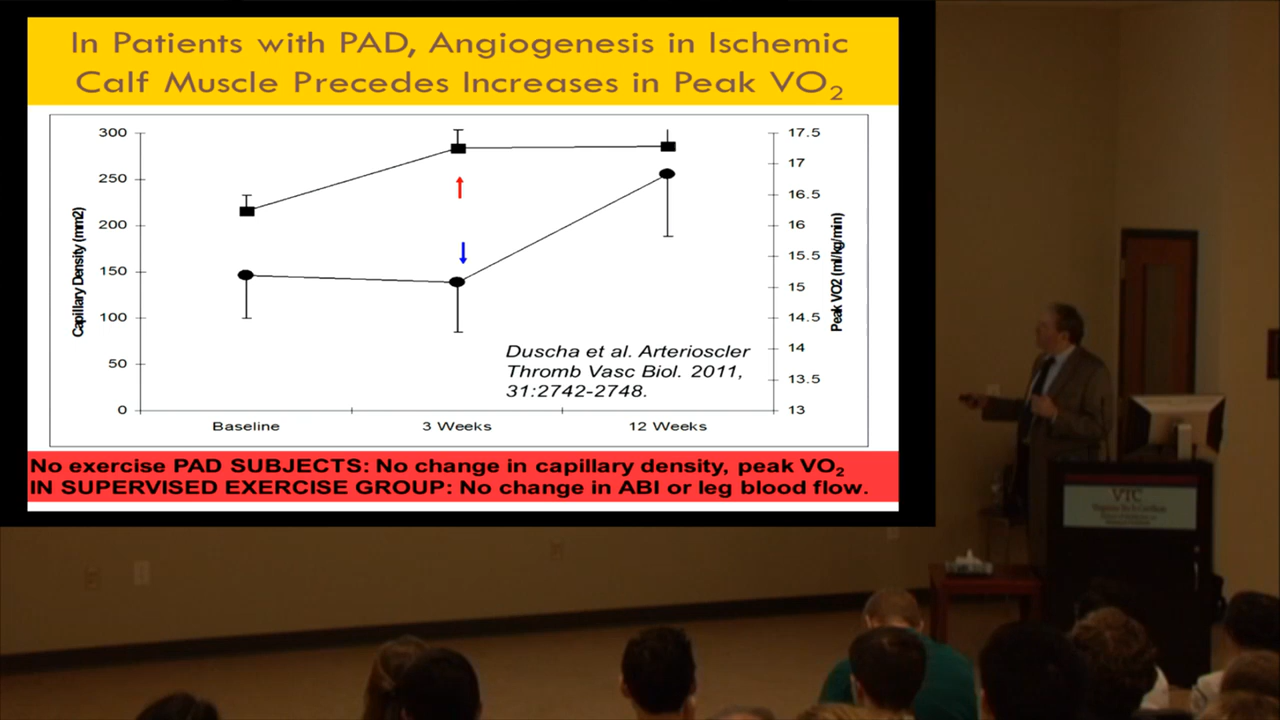 In Patients with PAD, Angiogenesis in Ischemic
Calf Muscle Precedes Increases in Peak VO2
300
250
200
150
100
50
0
Capillary Density (mm2)
17.5
17
16.5
16
15.5
15
14.5
14
13.5
13
Peak VO2 (ml/kg/min)
Duscha et al. Arterioscler
Thromb Vasc Biol. 2011,
31:2742-2748.
Baseline 3 Weeks 12 Weeks
No exercise PAD SUBJECTS: No change in capillary density, peak VO2
IN SUPERVISED EXERCISE GROUP: No change in ABI or leg blood flow.
VTC